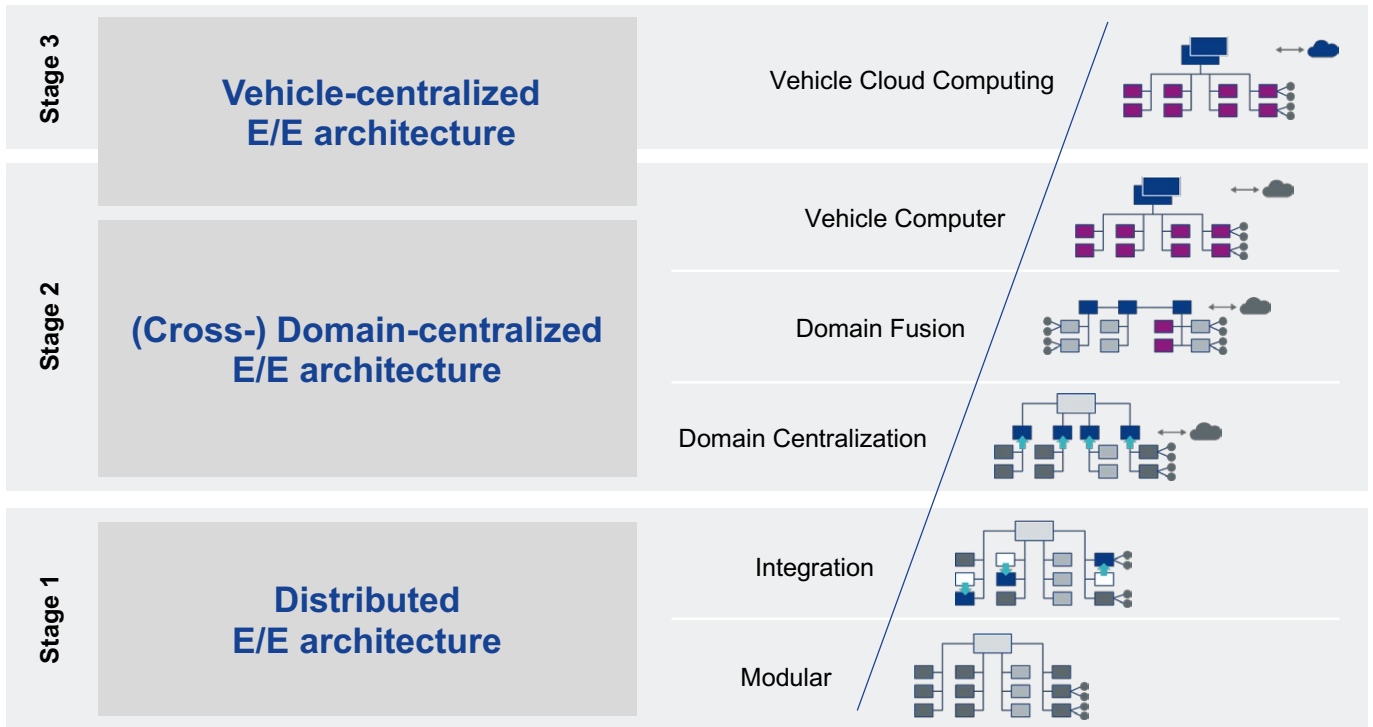 Stage 3
Vehicle-centralized
E/E architecture
Vehicle Cloud Computing
Stage 2
(Cross-) Domain-centralized
E/E architecture
Vehicle Computer
Domain Fusion
Domain Centralization
Stage 1
Distributed
E/E architecture
Integration
Modular